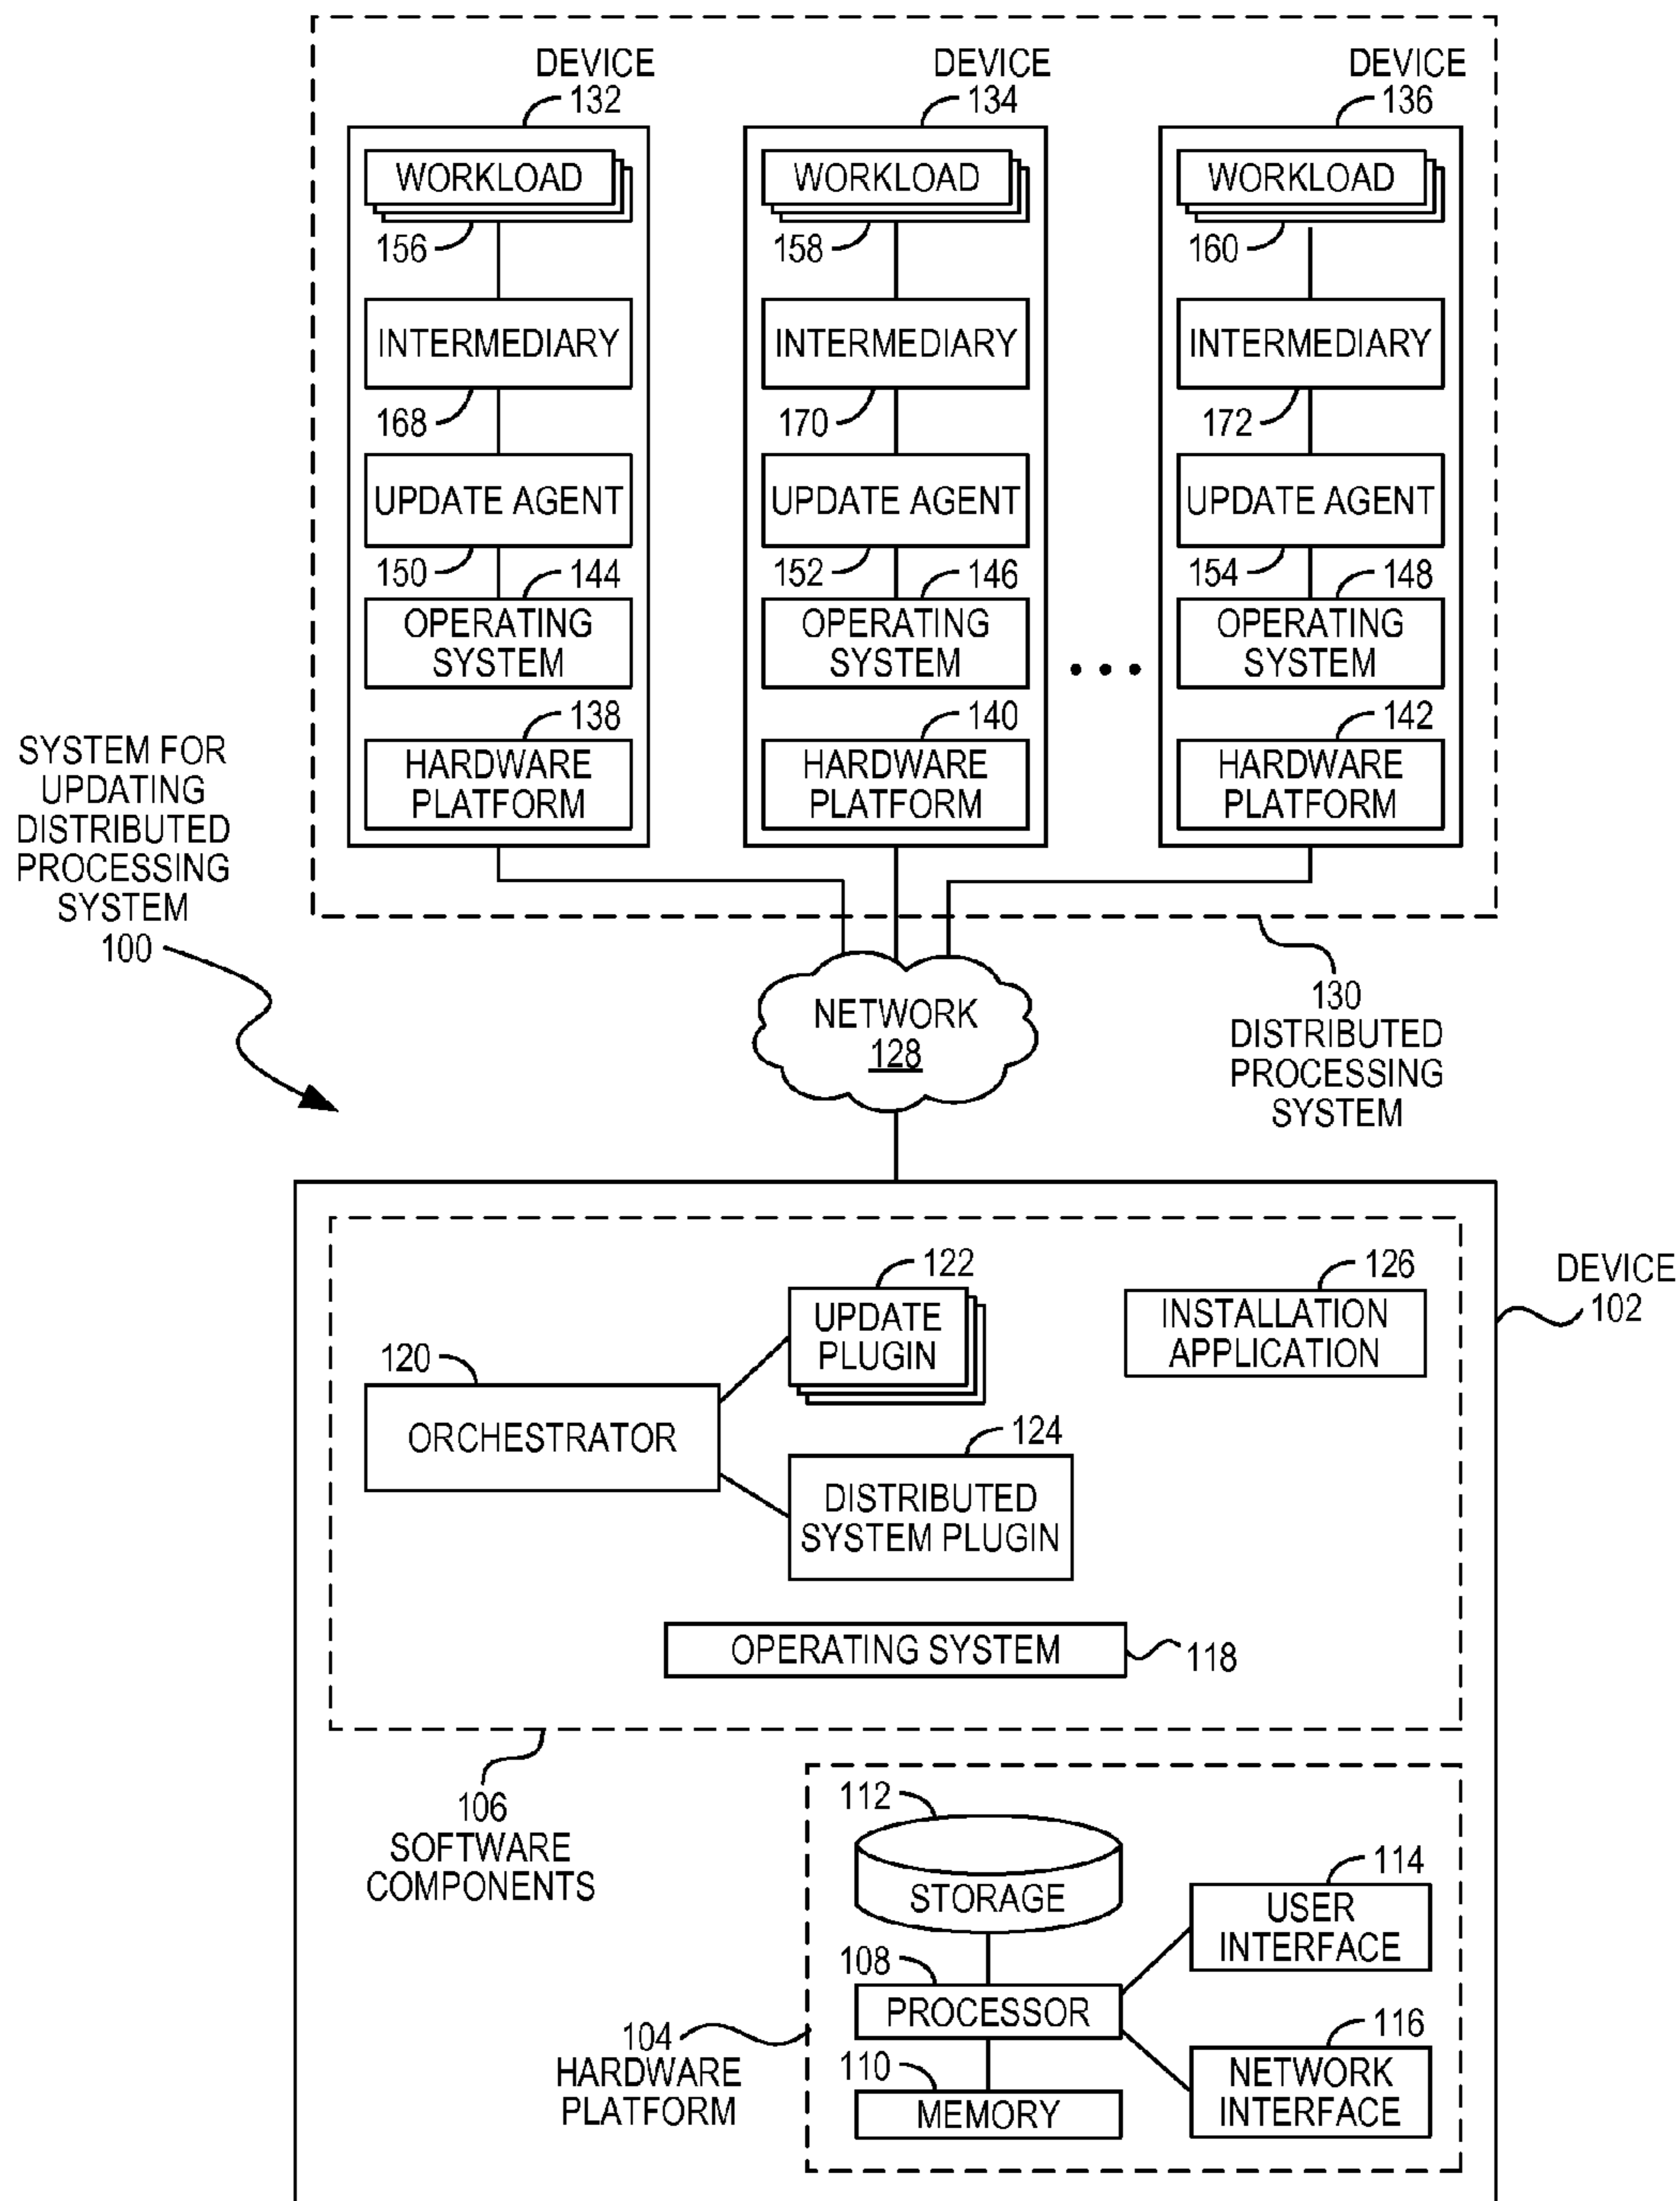 DEVICE
132
DEVICE
134
DEVICE
136
WORKLOAD
WORKLOAD
WORKLOAD
156
158
160
INTERMEDIARY
INTERMEDIARY
INTERMEDIARY
168
170
172
UPDATE AGENT
UPDATE AGENT
UPDATE AGENT
150
144
152
146
154
148
OPERATING
SYSTEM
OPERATING
SYSTEM
OPERATING
SYSTEM
138
140
142
HARDWARE
PLATFORM
HARDWARE
PLATFORM
HARDWARE
PLATFORM
SYSTEM FOR
UPDATING
DISTRIBUTED
PROCESSING
SYSTEM
100
NETWORK
128
130
DISTRIBUTED
PROCESSING
SYSTEM
DEVICE
102
122
UPDATE
PLUGIN
126
INSTALLATION
APPLICATION
120
ORCHESTRATOR
124
DISTRIBUTED
SYSTEM PLUGIN
OPERATING SYSTEM
118
106
SOFTWARE
COMPONENTS
112
STORAGE
114
USER
INTERFACE
108
PROCESSOR
104
HARDWARE
PLATFORM
116
NETWORK
INTERFACE
110
MEMORY